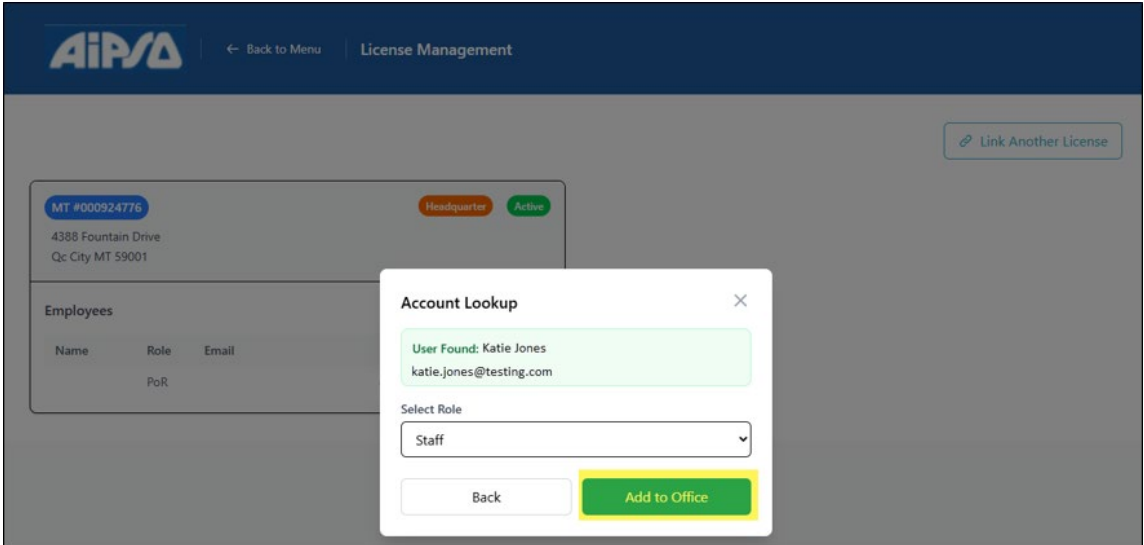 AiPSO
← Back to Menu
License Management
Link Another License
MT #000924776
Headquarter
Active
4388 Fountain Drive
Qc City MT 59001
Employees
Name Role Email
PoR
Account Lookup
User Found: Katie Jones
katie.jones@testing.com
Select Role
Staff
Back
Add to Office